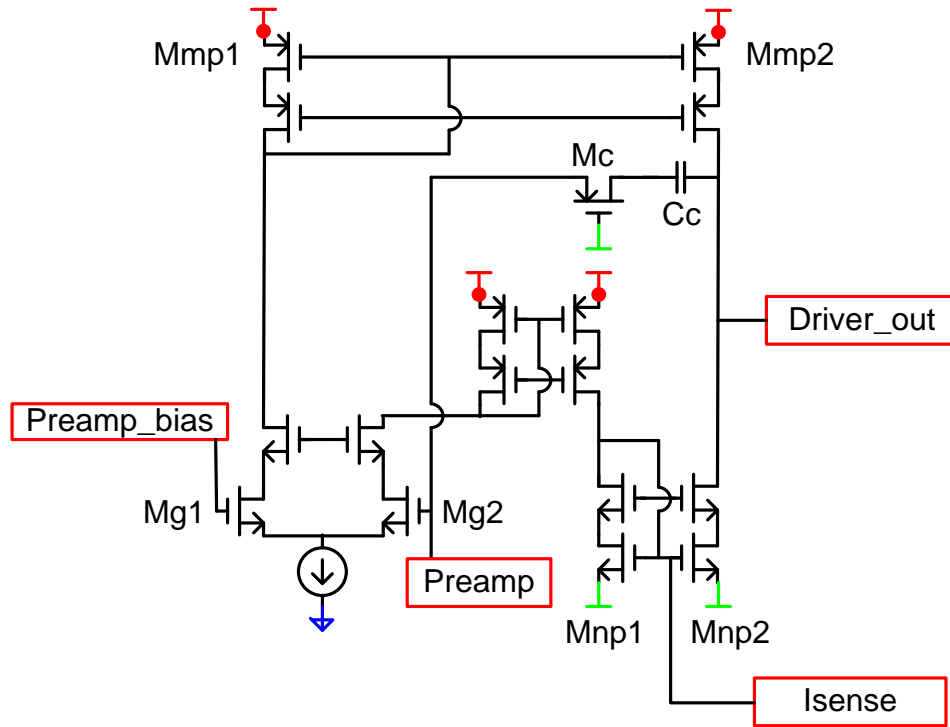 Mmp1
Mmp2
Mc
Cc
Driver_out
Preamp_bias
Mg1
Mg2
Preamp
Mnp1
Mnp2
Isense